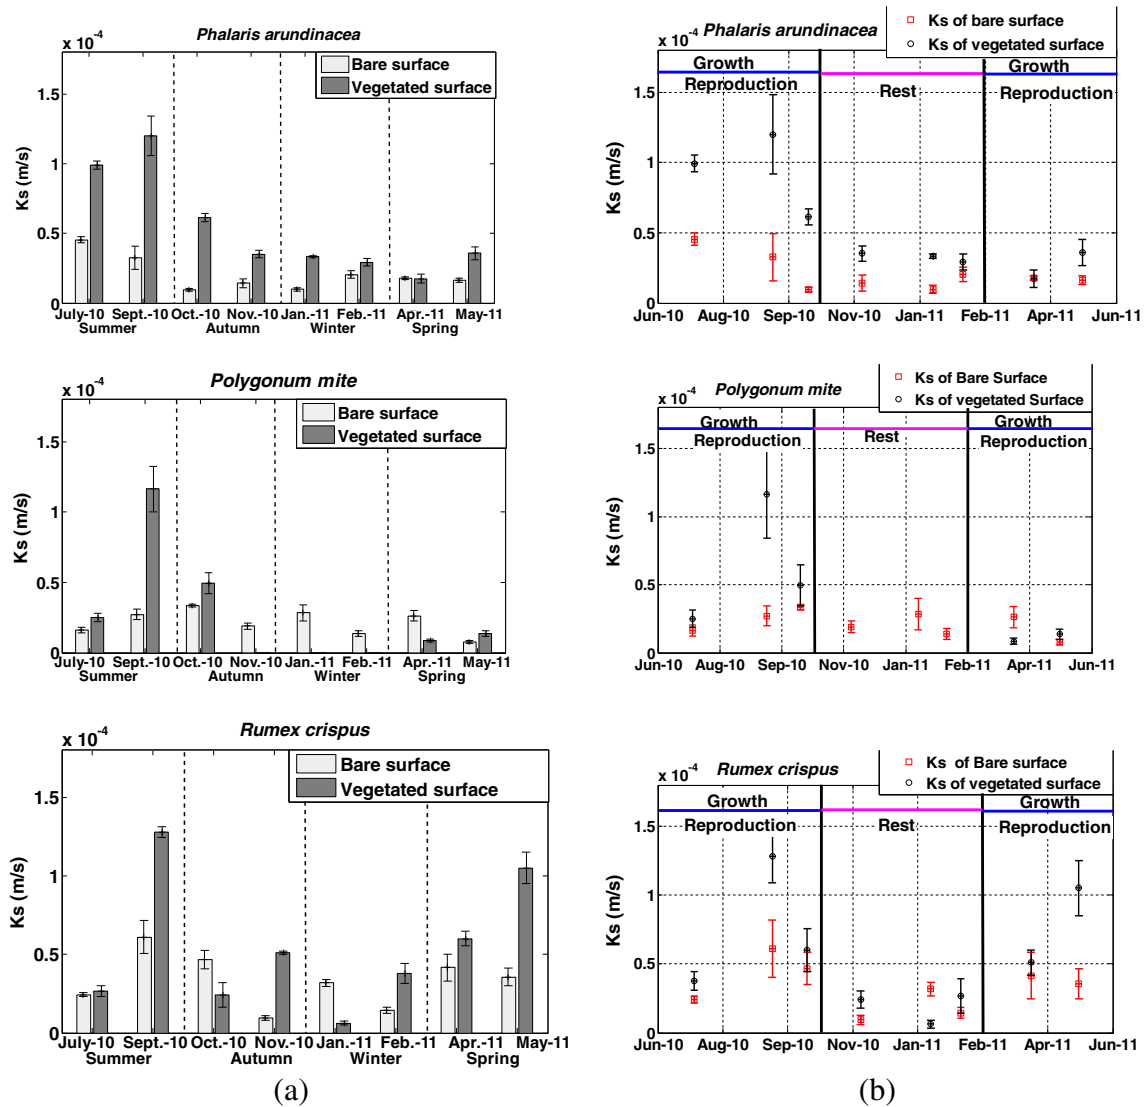 Phalaris arundinacea
x 10-4
Bare surface
Vegetated surface
1.5
1
0.5
0
Ks (m/s)
July-10 Sept.-10 Oct.-10 Nov.-10 Jan.-11 Feb.-11 Apr.-11 May-11
Summer Autumn Winter Spring
Polygonum mite
x 10-4
Bare surface
Vegetated surface
1.5
1
0.5
0
Ks (m/s)
July-10 Sept.-10 Oct.-10 Nov.-10 Jan.-11 Feb.-11 Apr.-11 May-11
Summer Autumn Winter Spring
Rumex crispus
x 10-4
Bare surface
Vegetated surface
1.5
1
0.5
0
Ks (m/s)
July-10 Sept.-10 Oct.-10 Nov.-10 Jan.-11 Feb.-11 Apr.-11 May-11
Summer Autumn Winter Spring
(a)
Phalaris arundinacea
Ks of bare surface
Ks of vegetated surface
x 10-4
Growth Growth
Reproduction Rest Reproduction
1.5
1
0.5
0
Ks (m/s)
Jun-10 Aug-10 Sep-10 Nov-10 Jan-11 Feb-11 Apr-11 Jun-11
Polygonum mite
Ks of Bare Surface
Ks of vegetated Surface
x 10-4
Growth Growth
Reproduction Rest Reproduction
1.5
1
0.5
0
Ks (m/s)
Jun-10 Aug-10 Sep-10 Nov-10 Jan-11 Feb-11 Apr-11 Jun-11
Rumex crispus
Ks of Bare surface
Ks of vegetated surface
x 10-4
Growth Growth
Reproduction Rest Reproduction
1.5
1
0.5
0
Ks (m/s)
Jun-10 Aug-10 Sep-10 Nov-10 Jan-11 Feb-11 Apr-11 Jun-11
(b)